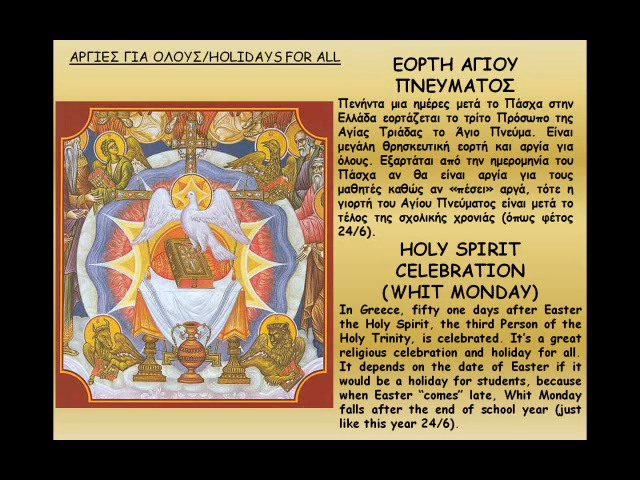 ΑΡΓΙΕΣ ΓΙΑ ΟΛΟΥΣ/HOLIDAYS FOR ALL
ΕΟΡΤΗ ΑΓΙΟΥ
ΠΝΕΥΜΑΤΟΣ
Πενήντα μια ημέρες μετά το Πάσχα στην
Ελλάδα εορτάζεται το τρίτο Πρόσωπο της
Αγίας Τριάδας το Άγιο Πνεύμα. Είναι
μεγάλη θρησκευτική εορτή και αργία για
όλους. Εξαρτάται από την ημερομηνία του
Πάσχα αν θα είναι αργία για τους
μαθητές καθώς αν «πέσει» αργά, τότε η
γιορτή του Αγίου Πνεύματος είναι μετά το
τέλος της σχολικής χρονιάς (όπως φέτος
24/6).
HOLY SPIRIT
CELEBRATION
(WHIT MONDAY)
In Greece, fifty one days after Easter
the Holy Spirit, the third Person of the
Holy Trinity, is celebrated. It's a great
religious celebration and holiday for all.
It depends on the date of Easter if it
would be a holiday for students, because
when Easter "comes" late, Whit Monday
falls after the end of school year (just
like this year 24/6).